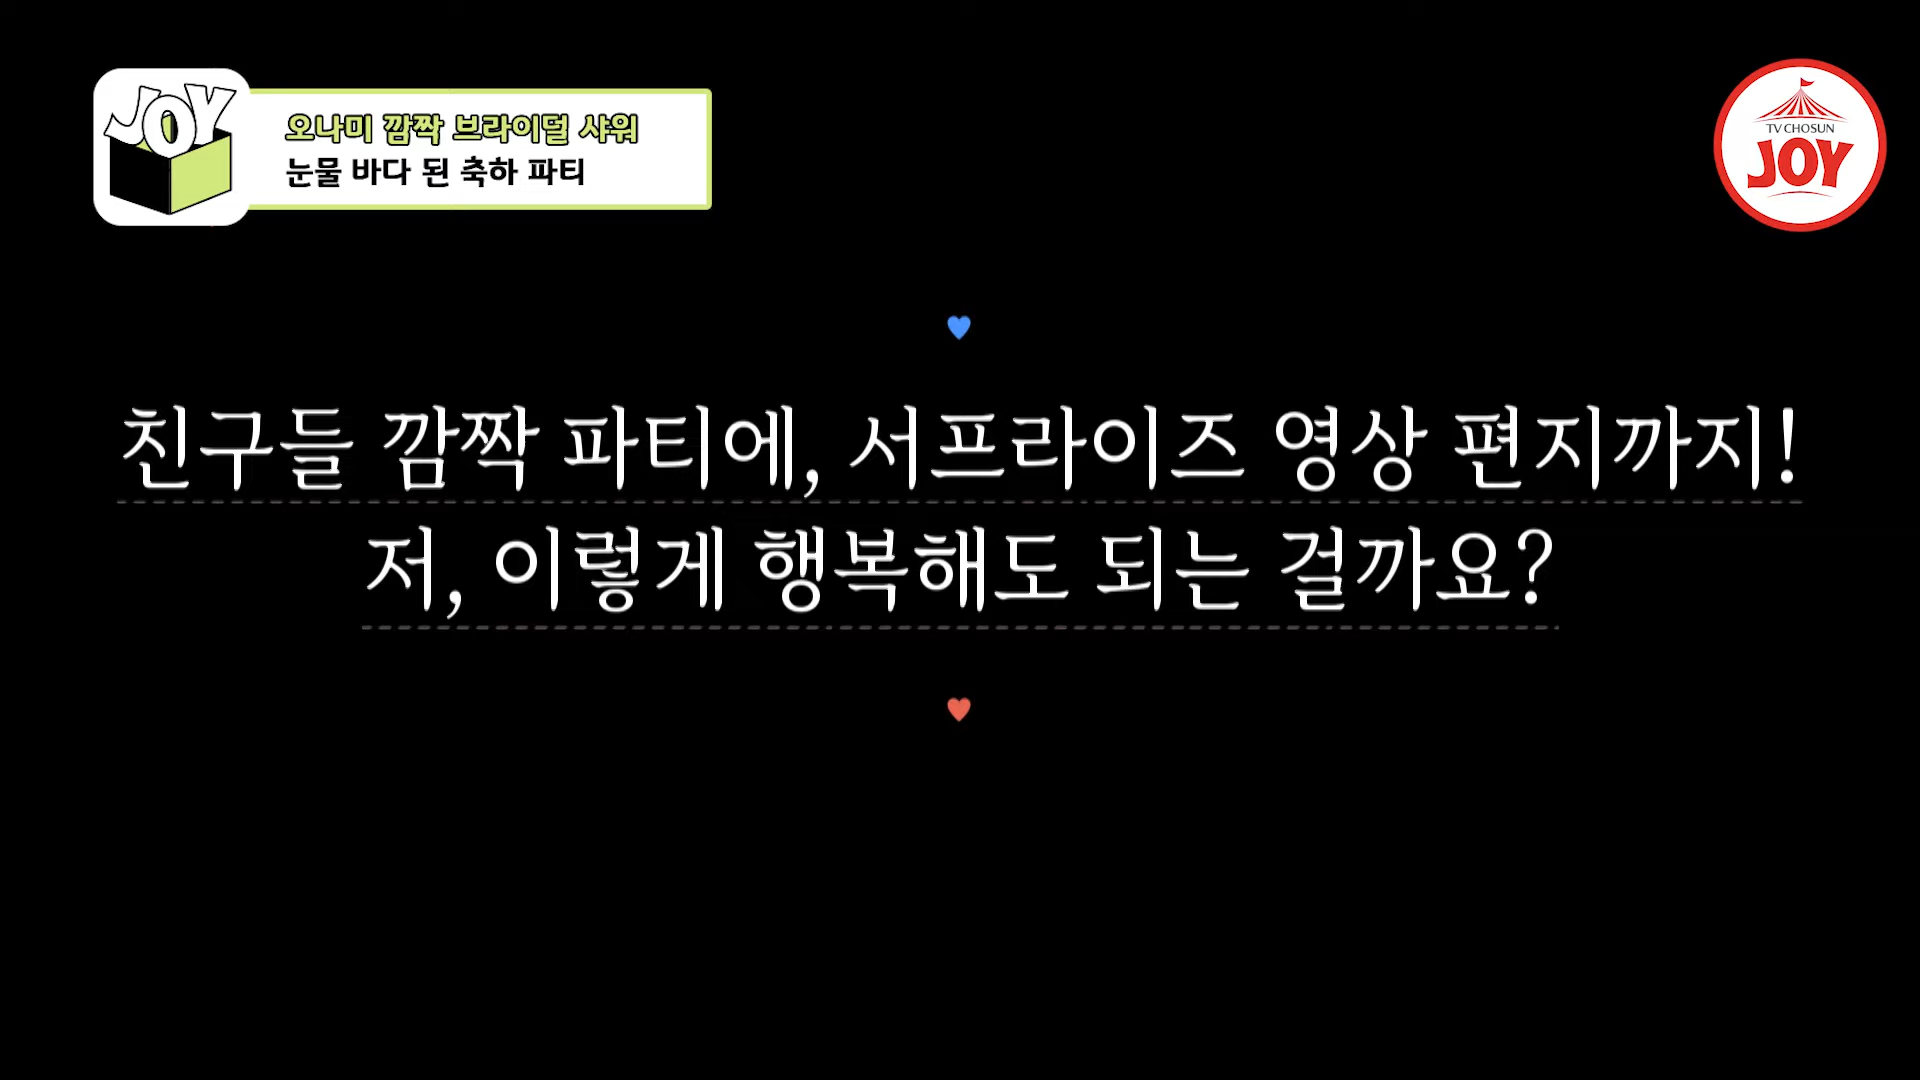 JOY
오나미 깜짝 브라이덜 샤워
눈물 바다 된 축하 파티
TV CHOSUN
JOY
친구들 깜짝 파티에, 서프라이즈 영상 편지까지!
저, 이렇게 행복해도 되는 걸까요?